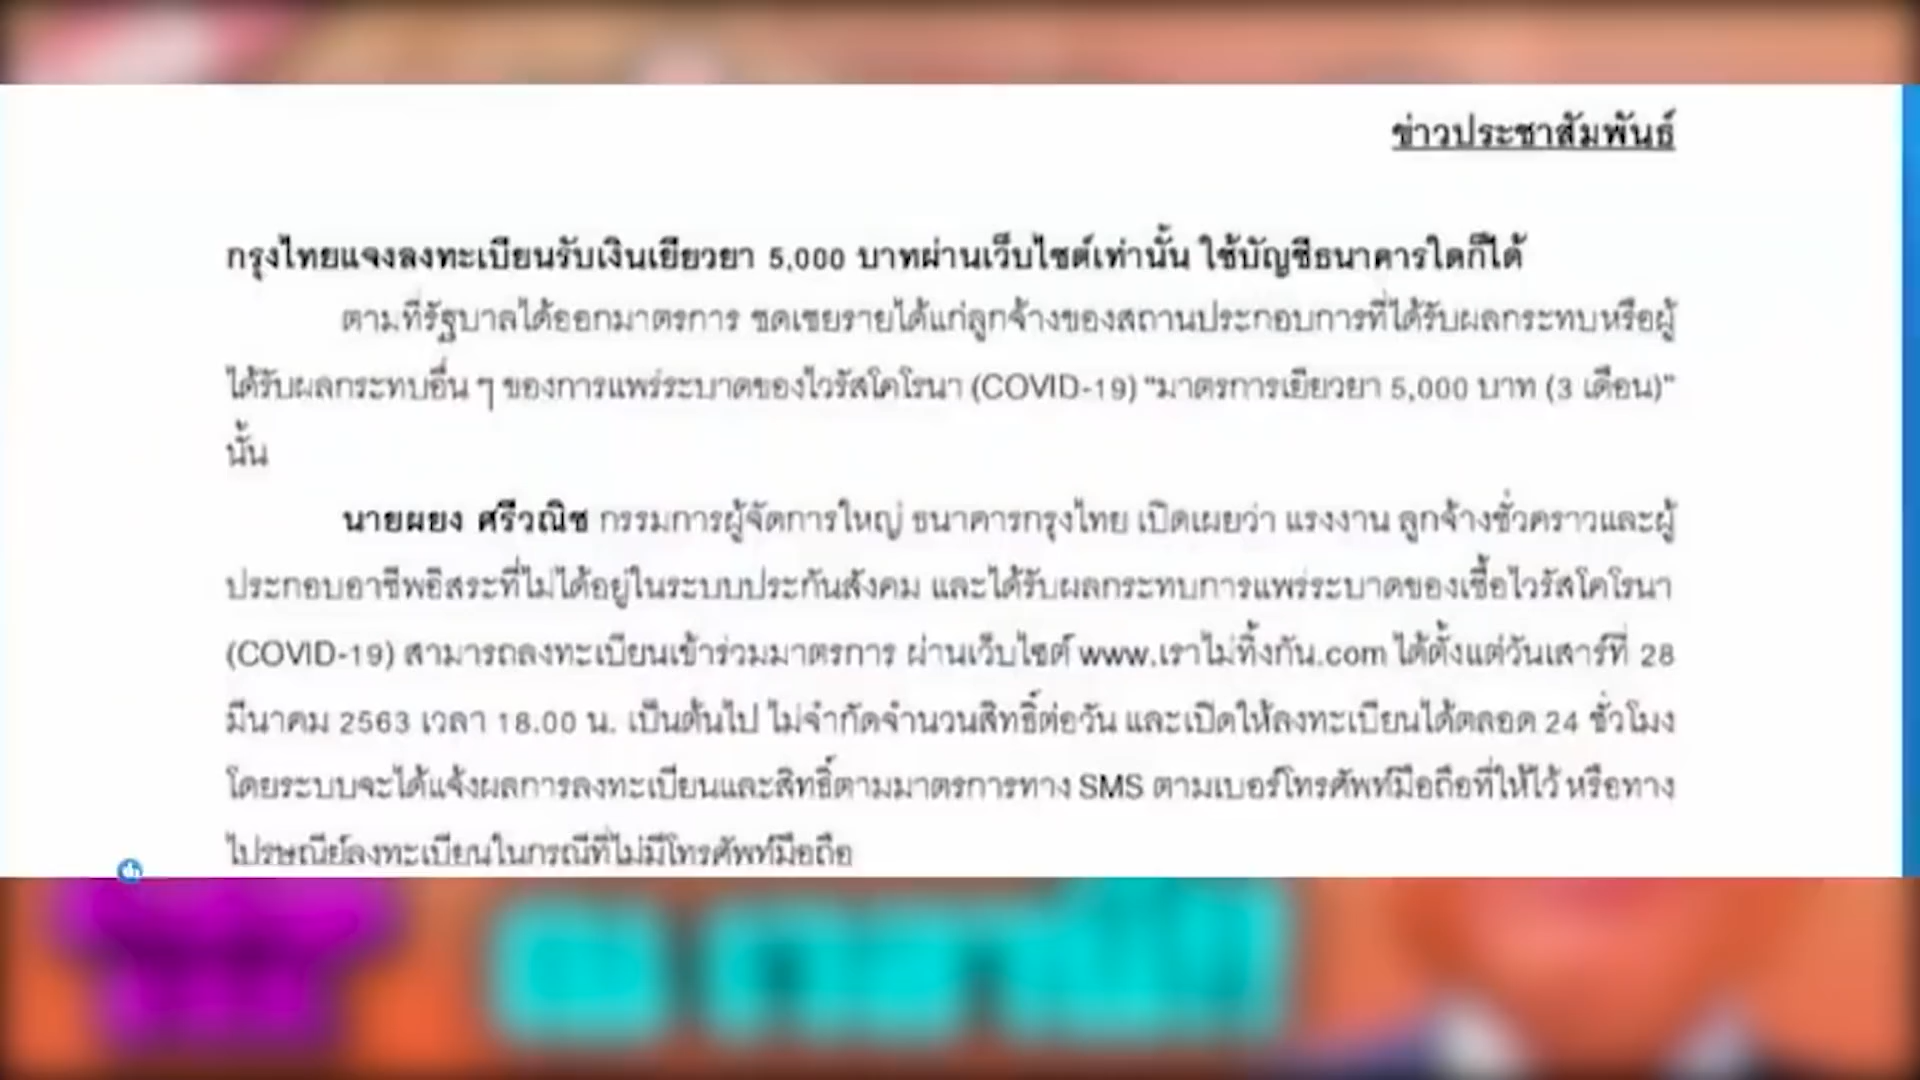 ข่าวประชาสัมพันธ์
กรุงไทยแจงลงทะเบียนรับเงินเยียวยา 5,000 บาทผ่านเว็บไซต์เท่านั้น ใช้บัญชีธนาคารใดก็ได้
ตามที่รัฐบาลได้ออกมาตรการ ชดเชยรายได้แก่ลูกจ้างของสถานประกอบการที่ได้รับผลกระทบหรือผู้
ได้รับผลกระทบอื่น ๆ ของการแพร่ระบาดของไวรัสโคโรนา (COVID-19) "มาตรการเยียวยา 5,000 บาท (3 เดือน)"
นั้น
นายผยง ศรีวณิช กรรมการผู้จัดการใหญ่ ธนาคารกรุงไทย เปิดเผยว่า แรงงาน ลูกจ้างชั่วคราวและผู้
ประกอบอาชีพอิสระที่ไม่ได้อยู่ในระบบประกันสังคม และได้รับผลกระทบการแพร่ระบาดของเชื้อไวรัสโคโรนา
(COVID-19) สามารถลงทะเบียนเข้าร่วมมาตรการ ผ่านเว็บไซต์ www.เราไม่ทิ้งกัน.com ได้ตั้งแต่วันเสาร์ที่ 28
มีนาคม 2563 เวลา 18.00 น. เป็นต้นไป ไม่จำกัดจำนวนสิทธิ์ต่อวัน และเปิดให้ลงทะเบียนได้ตลอด 24 ชั่วโมง
โดยระบบจะได้แจ้งผลการลงทะเบียนและสิทธิ์ตามมาตรการทาง SMS ตามเบอร์โทรศัพท์มือถือที่ให้ไว้ หรือทาง
ไปรษณีย์ลงทะเบียนในกรณีที่ไม่มีโทรศัพท์มือถือ